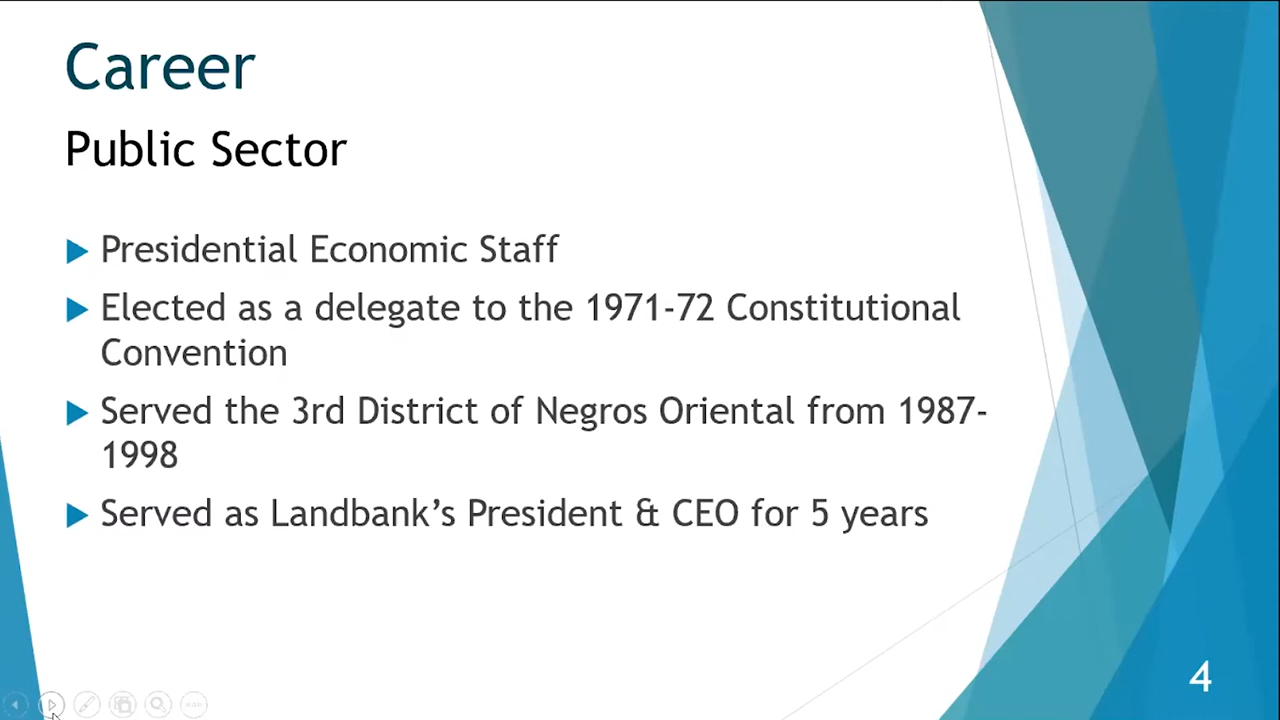 Career
Public Sector
Presidential Economic Staff
Elected as a delegate to the 1971-72 Constitutional
Convention
Served the 3rd District of Negros Oriental from 1987-
1998
Served as Landbank’s President & CEO for 5 years
4